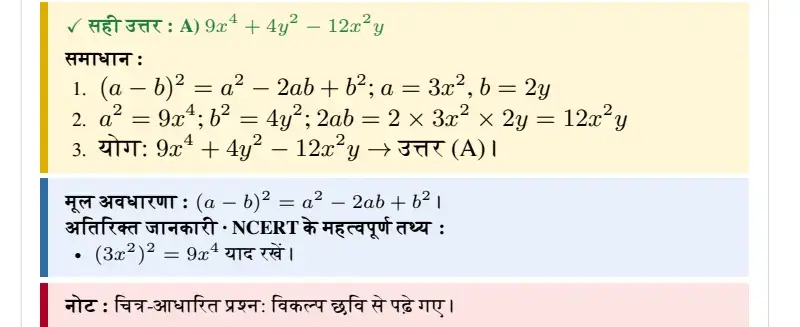 ✓ सही उत्तर : A) 9x⁴ + 4y² − 12x²y
समाधान :
1. (a − b)² = a² − 2ab + b²; a = 3x², b = 2y
2. a² = 9x⁴; b² = 4y²; 2ab = 2 × 3x² × 2y = 12x²y
3. योग: 9x⁴ + 4y² − 12x²y → उत्तर (A)।
मूल अवधारणा : (a − b)² = a² − 2ab + b²।
अतिरिक्त जानकारी · NCERT के महत्वपूर्ण तथ्य :
• (3x²)² = 9x⁴ याद रखें।
नोट : चित्र-आधारित प्रश्न: विकल्प छवि से पढ़े गए।